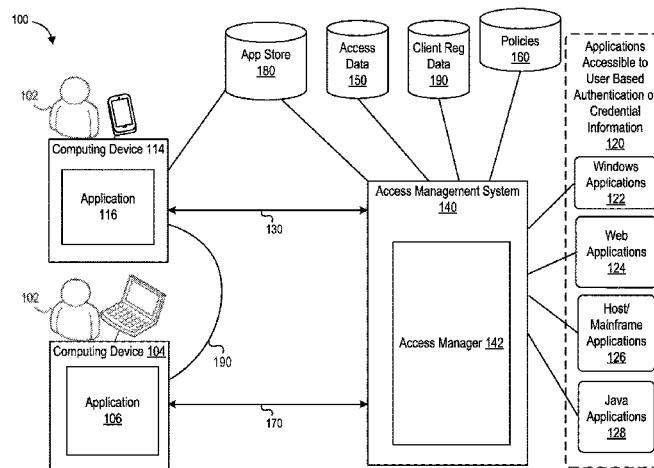 100
102
Computing Device 114
Application
116
App Store
180
Access
Data
150
Client Reg
Data
190
Policies
160
Applications
Accessible to
User Based
Authentication of
Credential
Information
120
Windows
Applications
122
Web
Applications
124
Host/
Mainframe
Applications
126
Java
Applications
128
Access Management System
140
Access Manager 142
130
102
Computing Device 104
190
Application
106
170